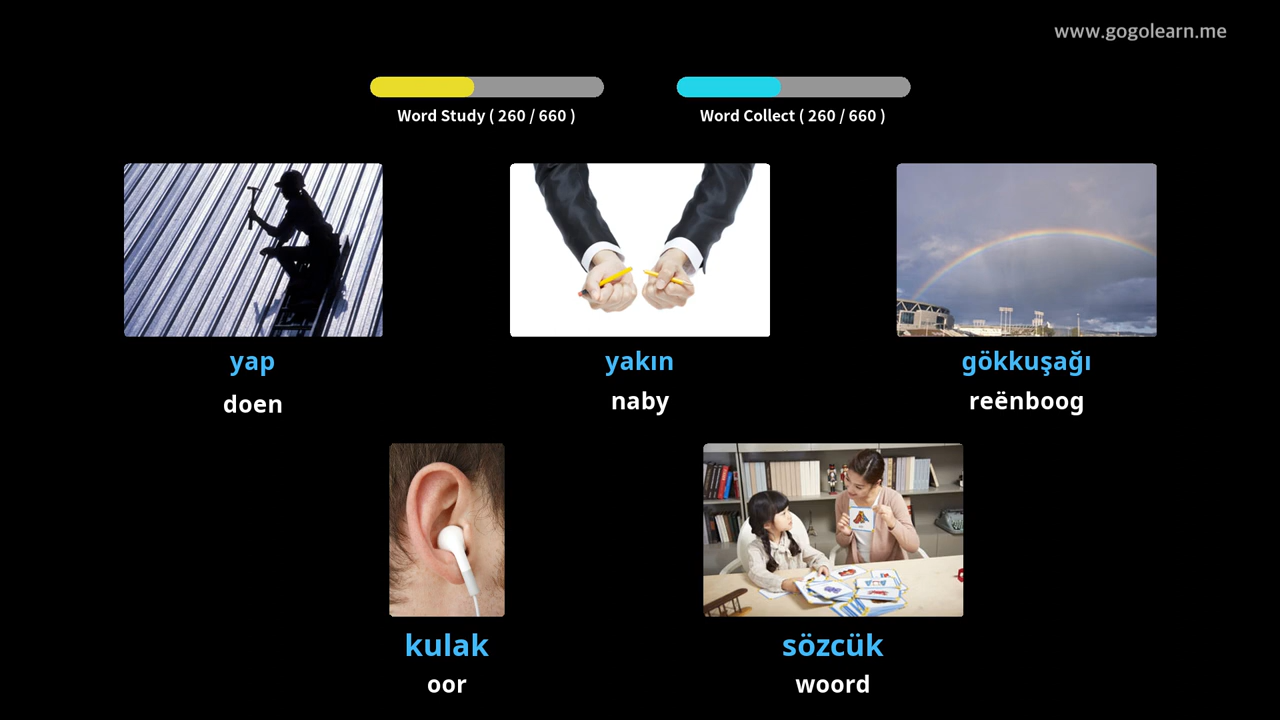 www.gogolearn.me
Word Study ( 260 / 660 )
Word Collect ( 260 / 660 )
yap
doen
yakın
naby
gökkuşağı
reënboog
kulak
oor
sözcük
woord